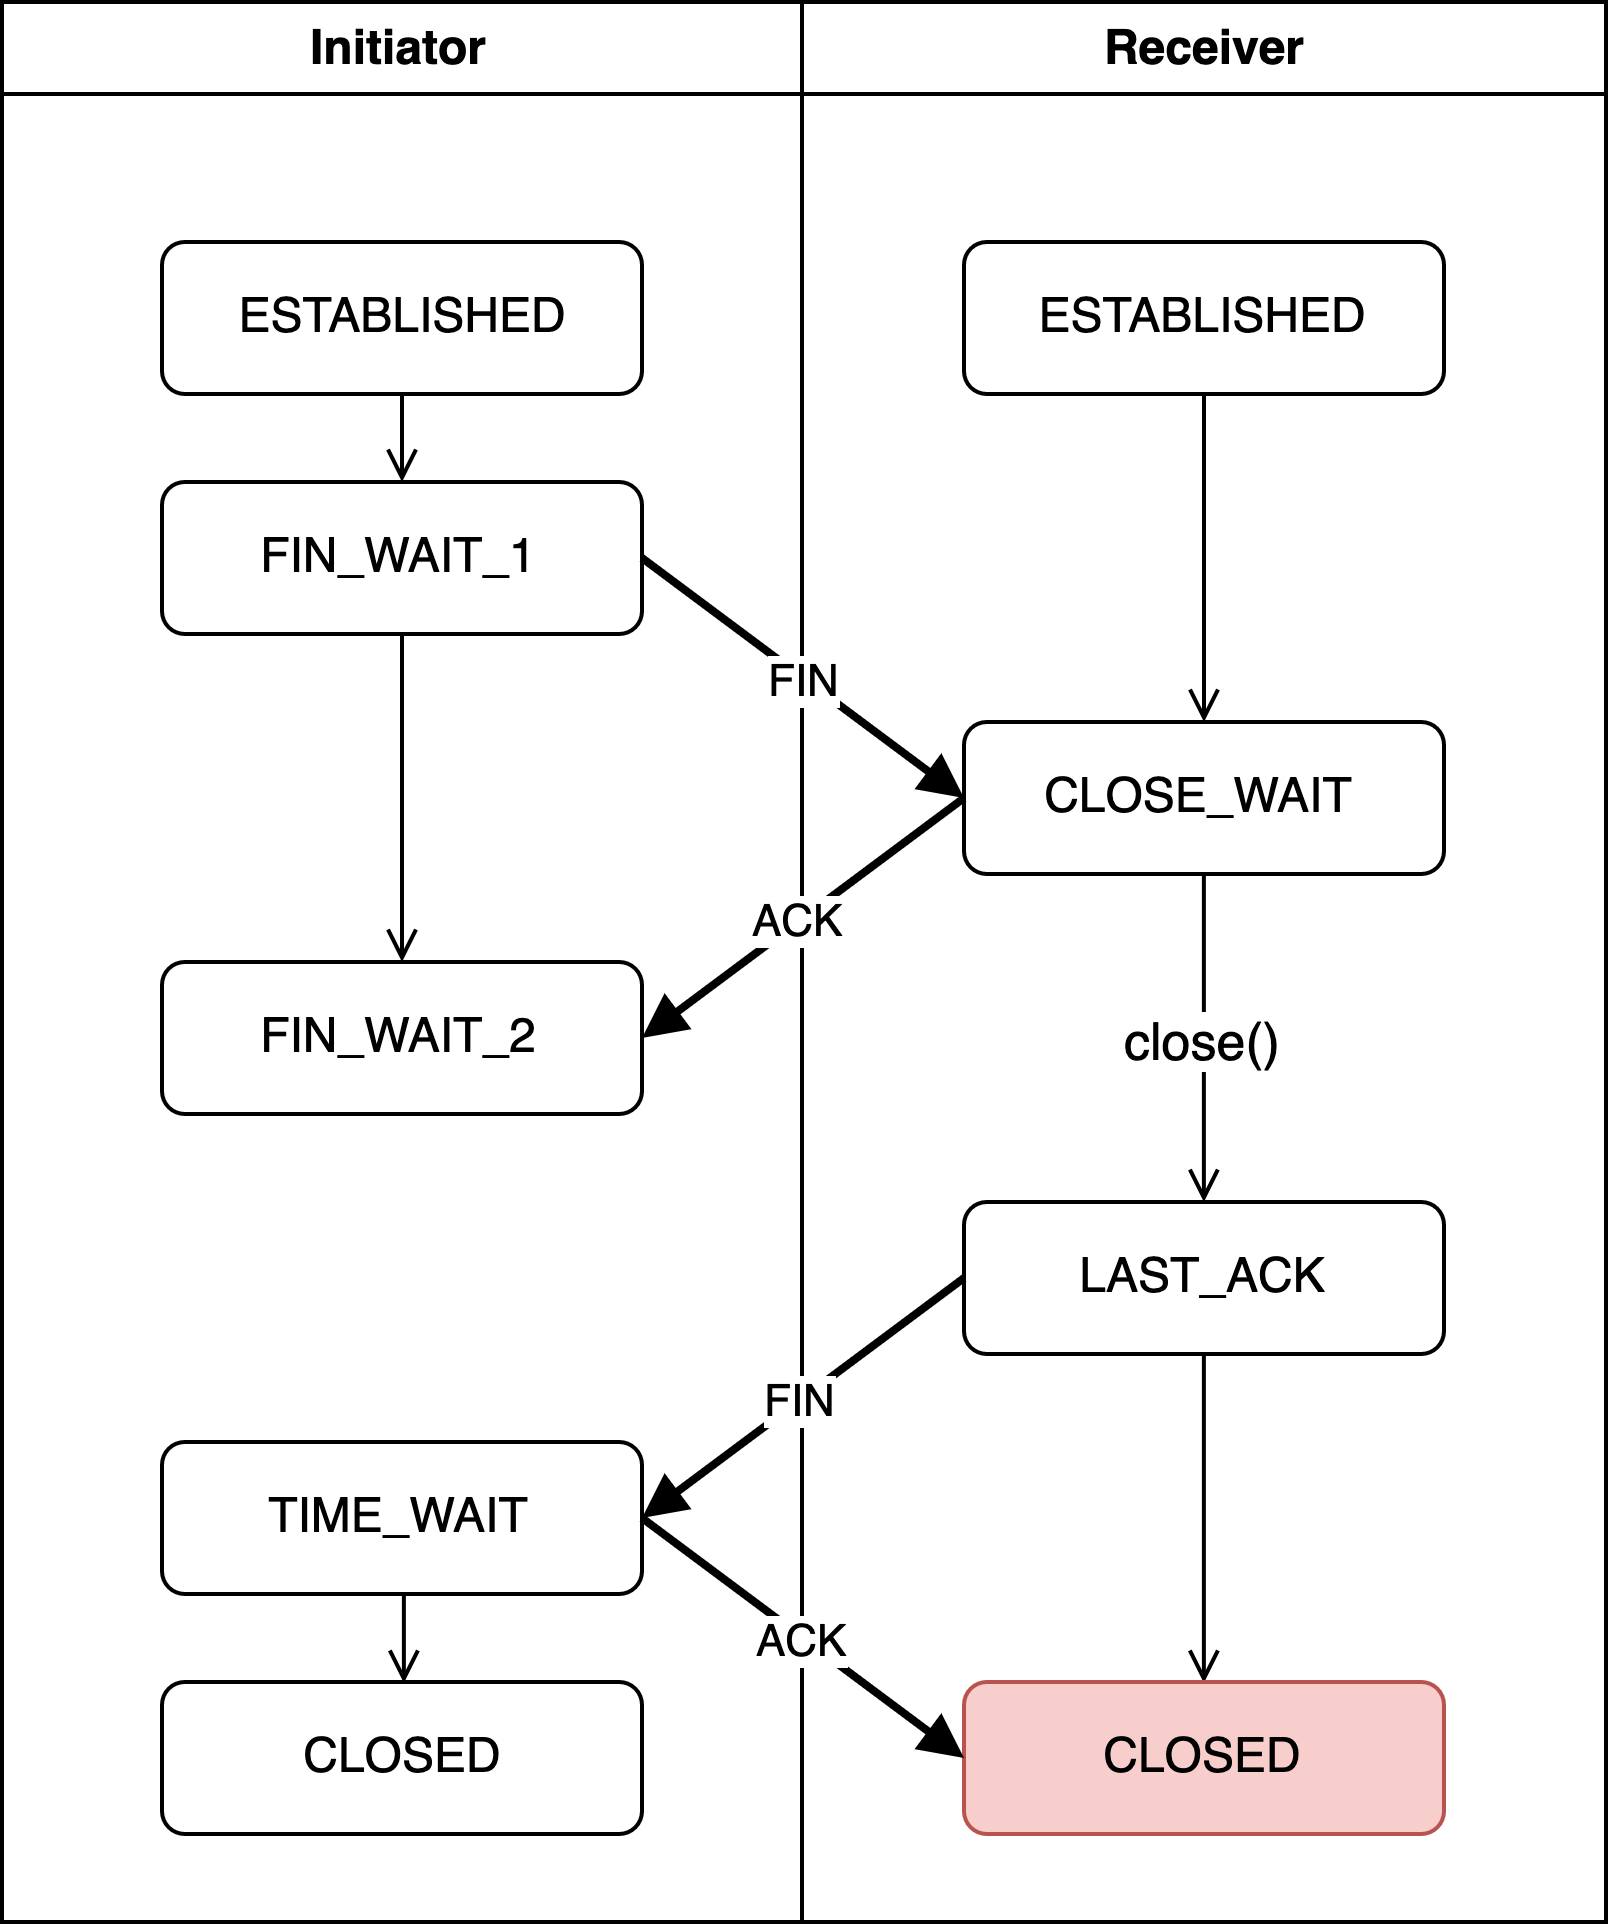 Initiator
Receiver
ESTABLISHED
ESTABLISHED
FIN_WAIT_1
FIN
CLOSE_WAIT
ACK
FIN_WAIT_2
close()
LAST_ACK
FIN
TIME_WAIT
ACK
CLOSED
CLOSED